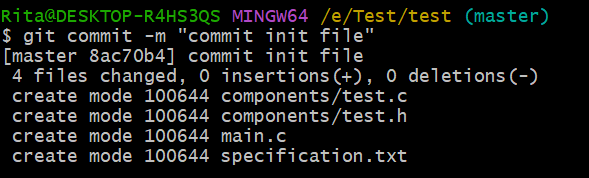 Rita@DESKTOP-R4HS3QS MINGW64 /e/Test/test (master)
$ git commit -m "commit init file"
[master 8ac70b4] commit init file
 4 files changed, 0 insertions(+), 0 deletions(-)
 create mode 100644 components/test.c
 create mode 100644 components/test.h
 create mode 100644 main.c
 create mode 100644 specification.txt